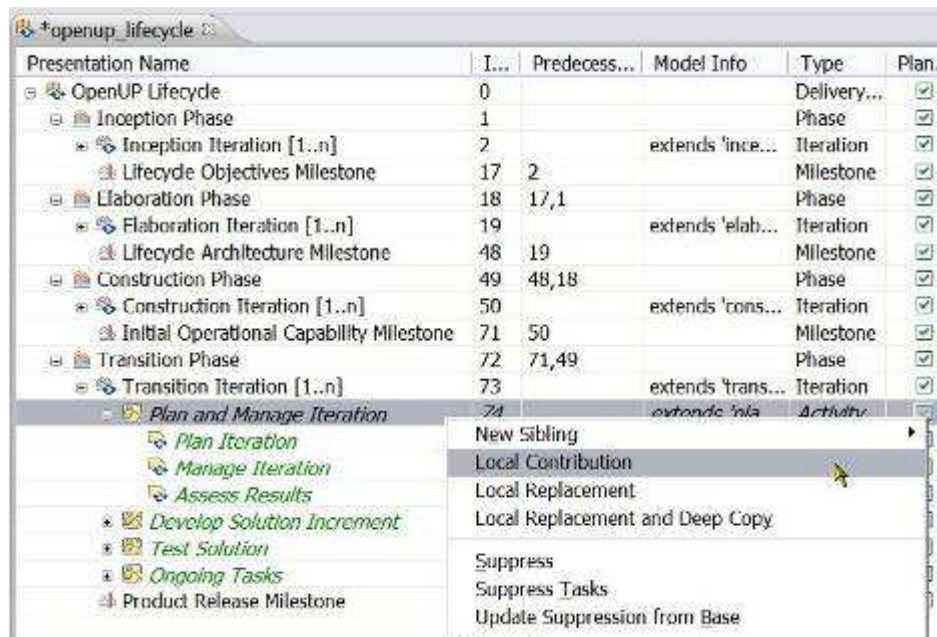 *openup_lifecycle
Presentation Name I... Predecess... Model Info Type Plan.
OpenUP Lifecycle 0 Delivery...
Inception Phase 1 Phase
Inception Iteration [1..n] 2 extends 'ince... Iteration
Lifecycle Objectives Milestone 17 2 Milestone
Elaboration Phase 18 17,1 Phase
Elaboration Iteration [1..n] 19 extends 'elab... Iteration
Lifecycle Architecture Milestone 48 19 Milestone
Construction Phase 49 48,18 Phase
Construction Iteration [1..n] 50 extends 'cons... Iteration
Initial Operational Capability Milestone 71 50 Milestone
Transition Phase 72 71,49 Phase
Transition Iteration [1..n] 73 extends 'trans... Iteration
Plan and Manage Iteration 74 extends 'pla Activity
New Sibling
Plan Iteration
Local Contribution
Manage Iteration
Local Replacement
Assess Results
Local Replacement and Deep Copy
Develop Solution Increment
Test Solution
Suppress
Ongoing Tasks
Suppress Tasks
Product Release Milestone
Update Suppression from Base